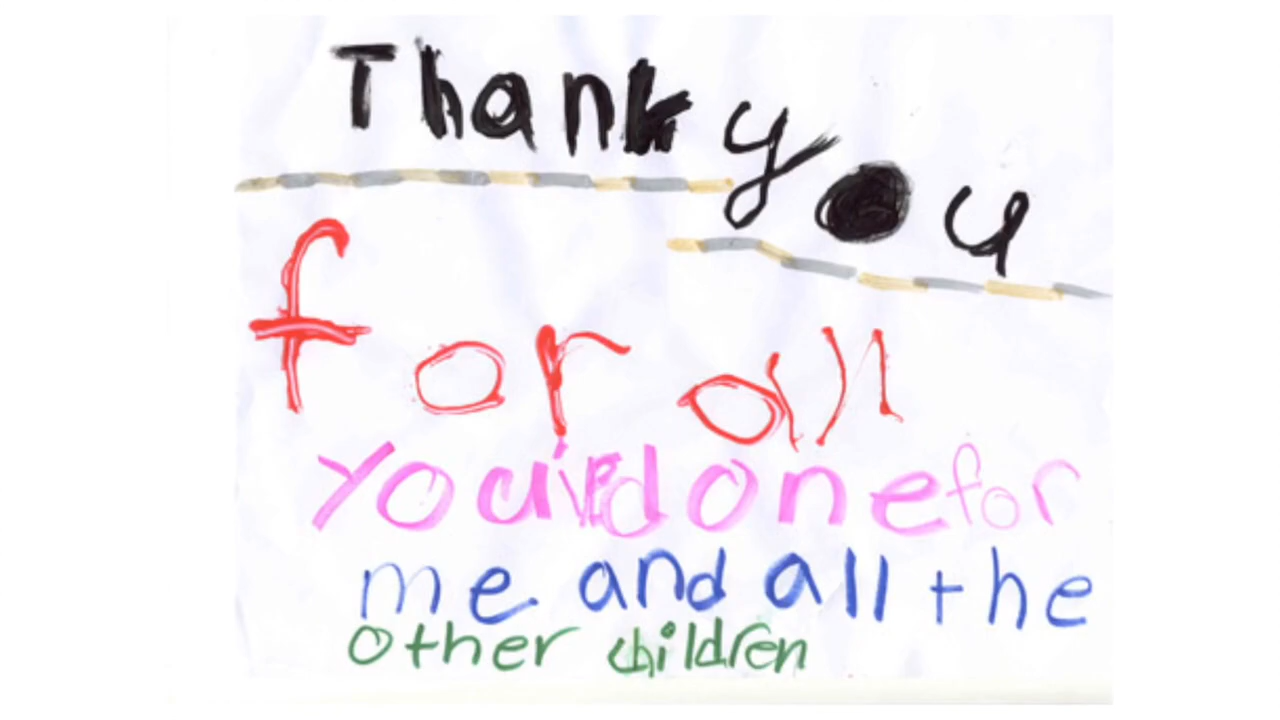 Thank you
for all
you've done for
me and all the
other children